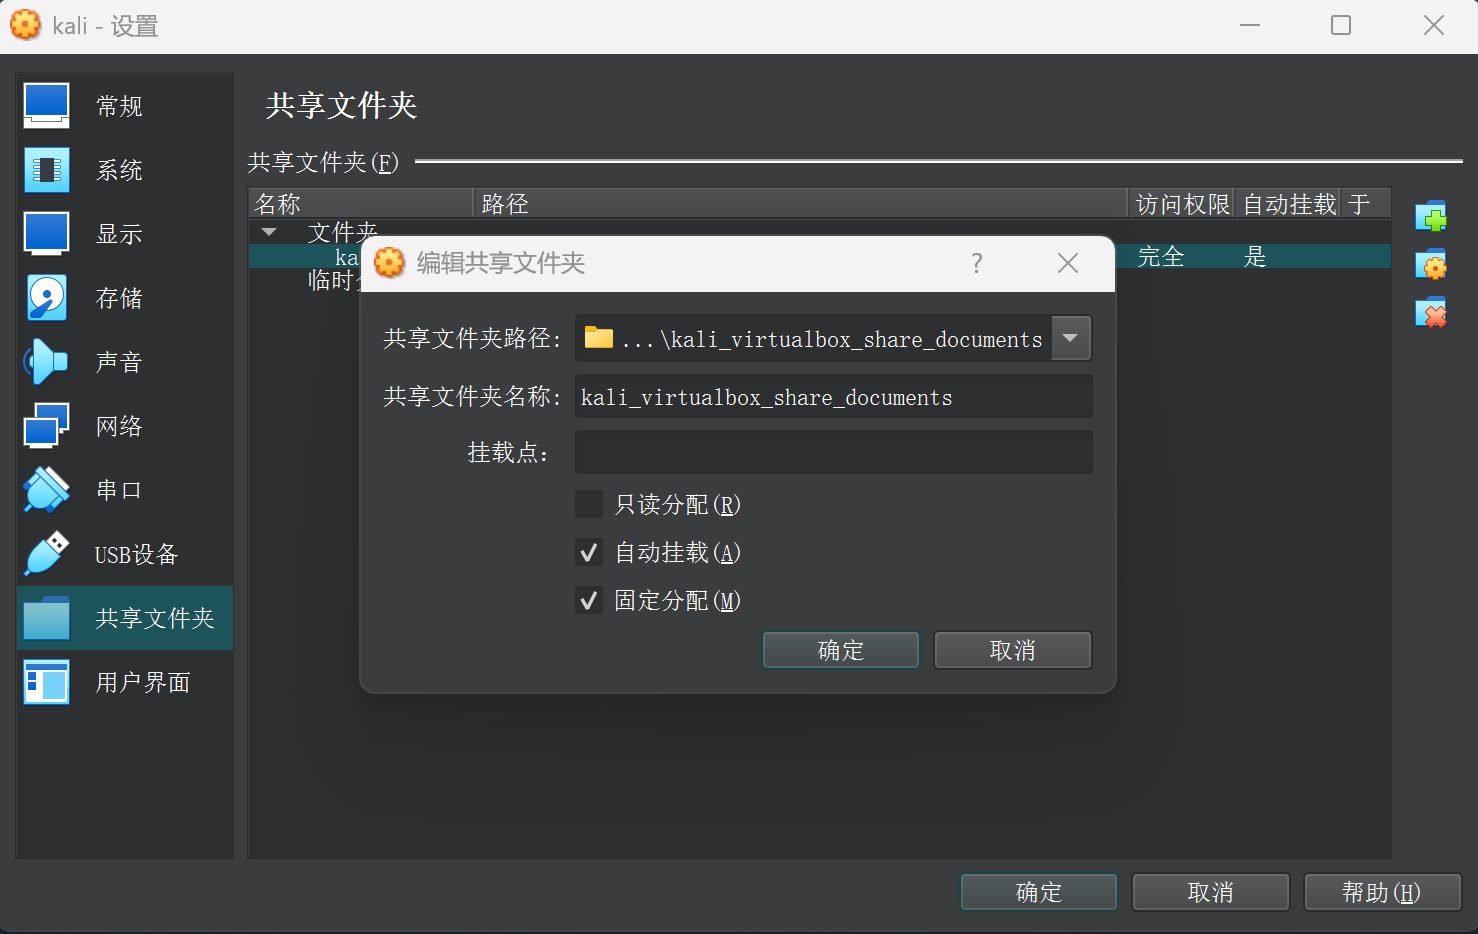 kali - 设置
常规
系统
显示
存储
声音
网络
串口
USB设备
共享文件夹
用户界面
共享文件夹
共享文件夹(F)
名称 路径 访问权限 自动挂载 于
文件夹
ka 完全 是
临时
编辑共享文件夹 ?
共享文件夹路径: ...\kali_virtualbox_share_documents
共享文件夹名称: kali_virtualbox_share_documents
挂载点:
只读分配(R)
自动挂载(A)
固定分配(M)
确定 取消
确定 取消 帮助(H)